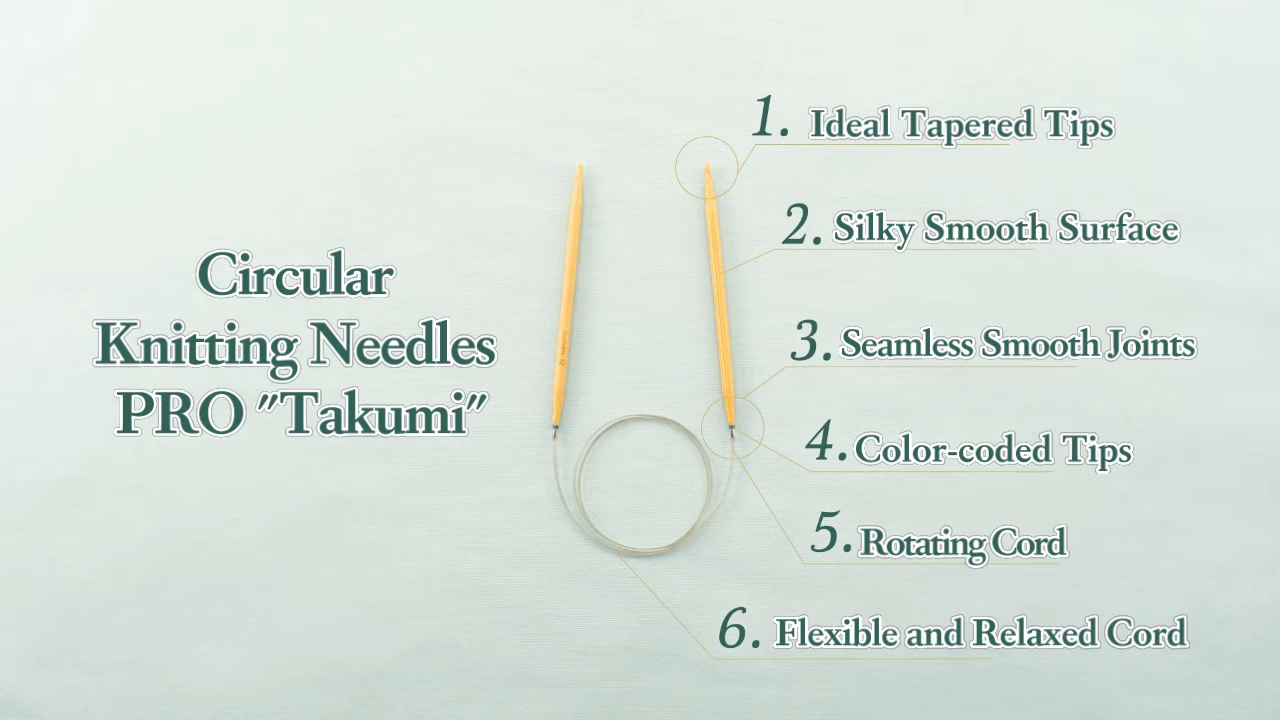 Circular
Knitting Needles
PRO "Takumi"
1. Ideal Tapered Tips
2. Silky Smooth Surface
3. Seamless Smooth Joints
4. Color-coded Tips
5. Rotating Cord
6. Flexible and Relaxed Cord